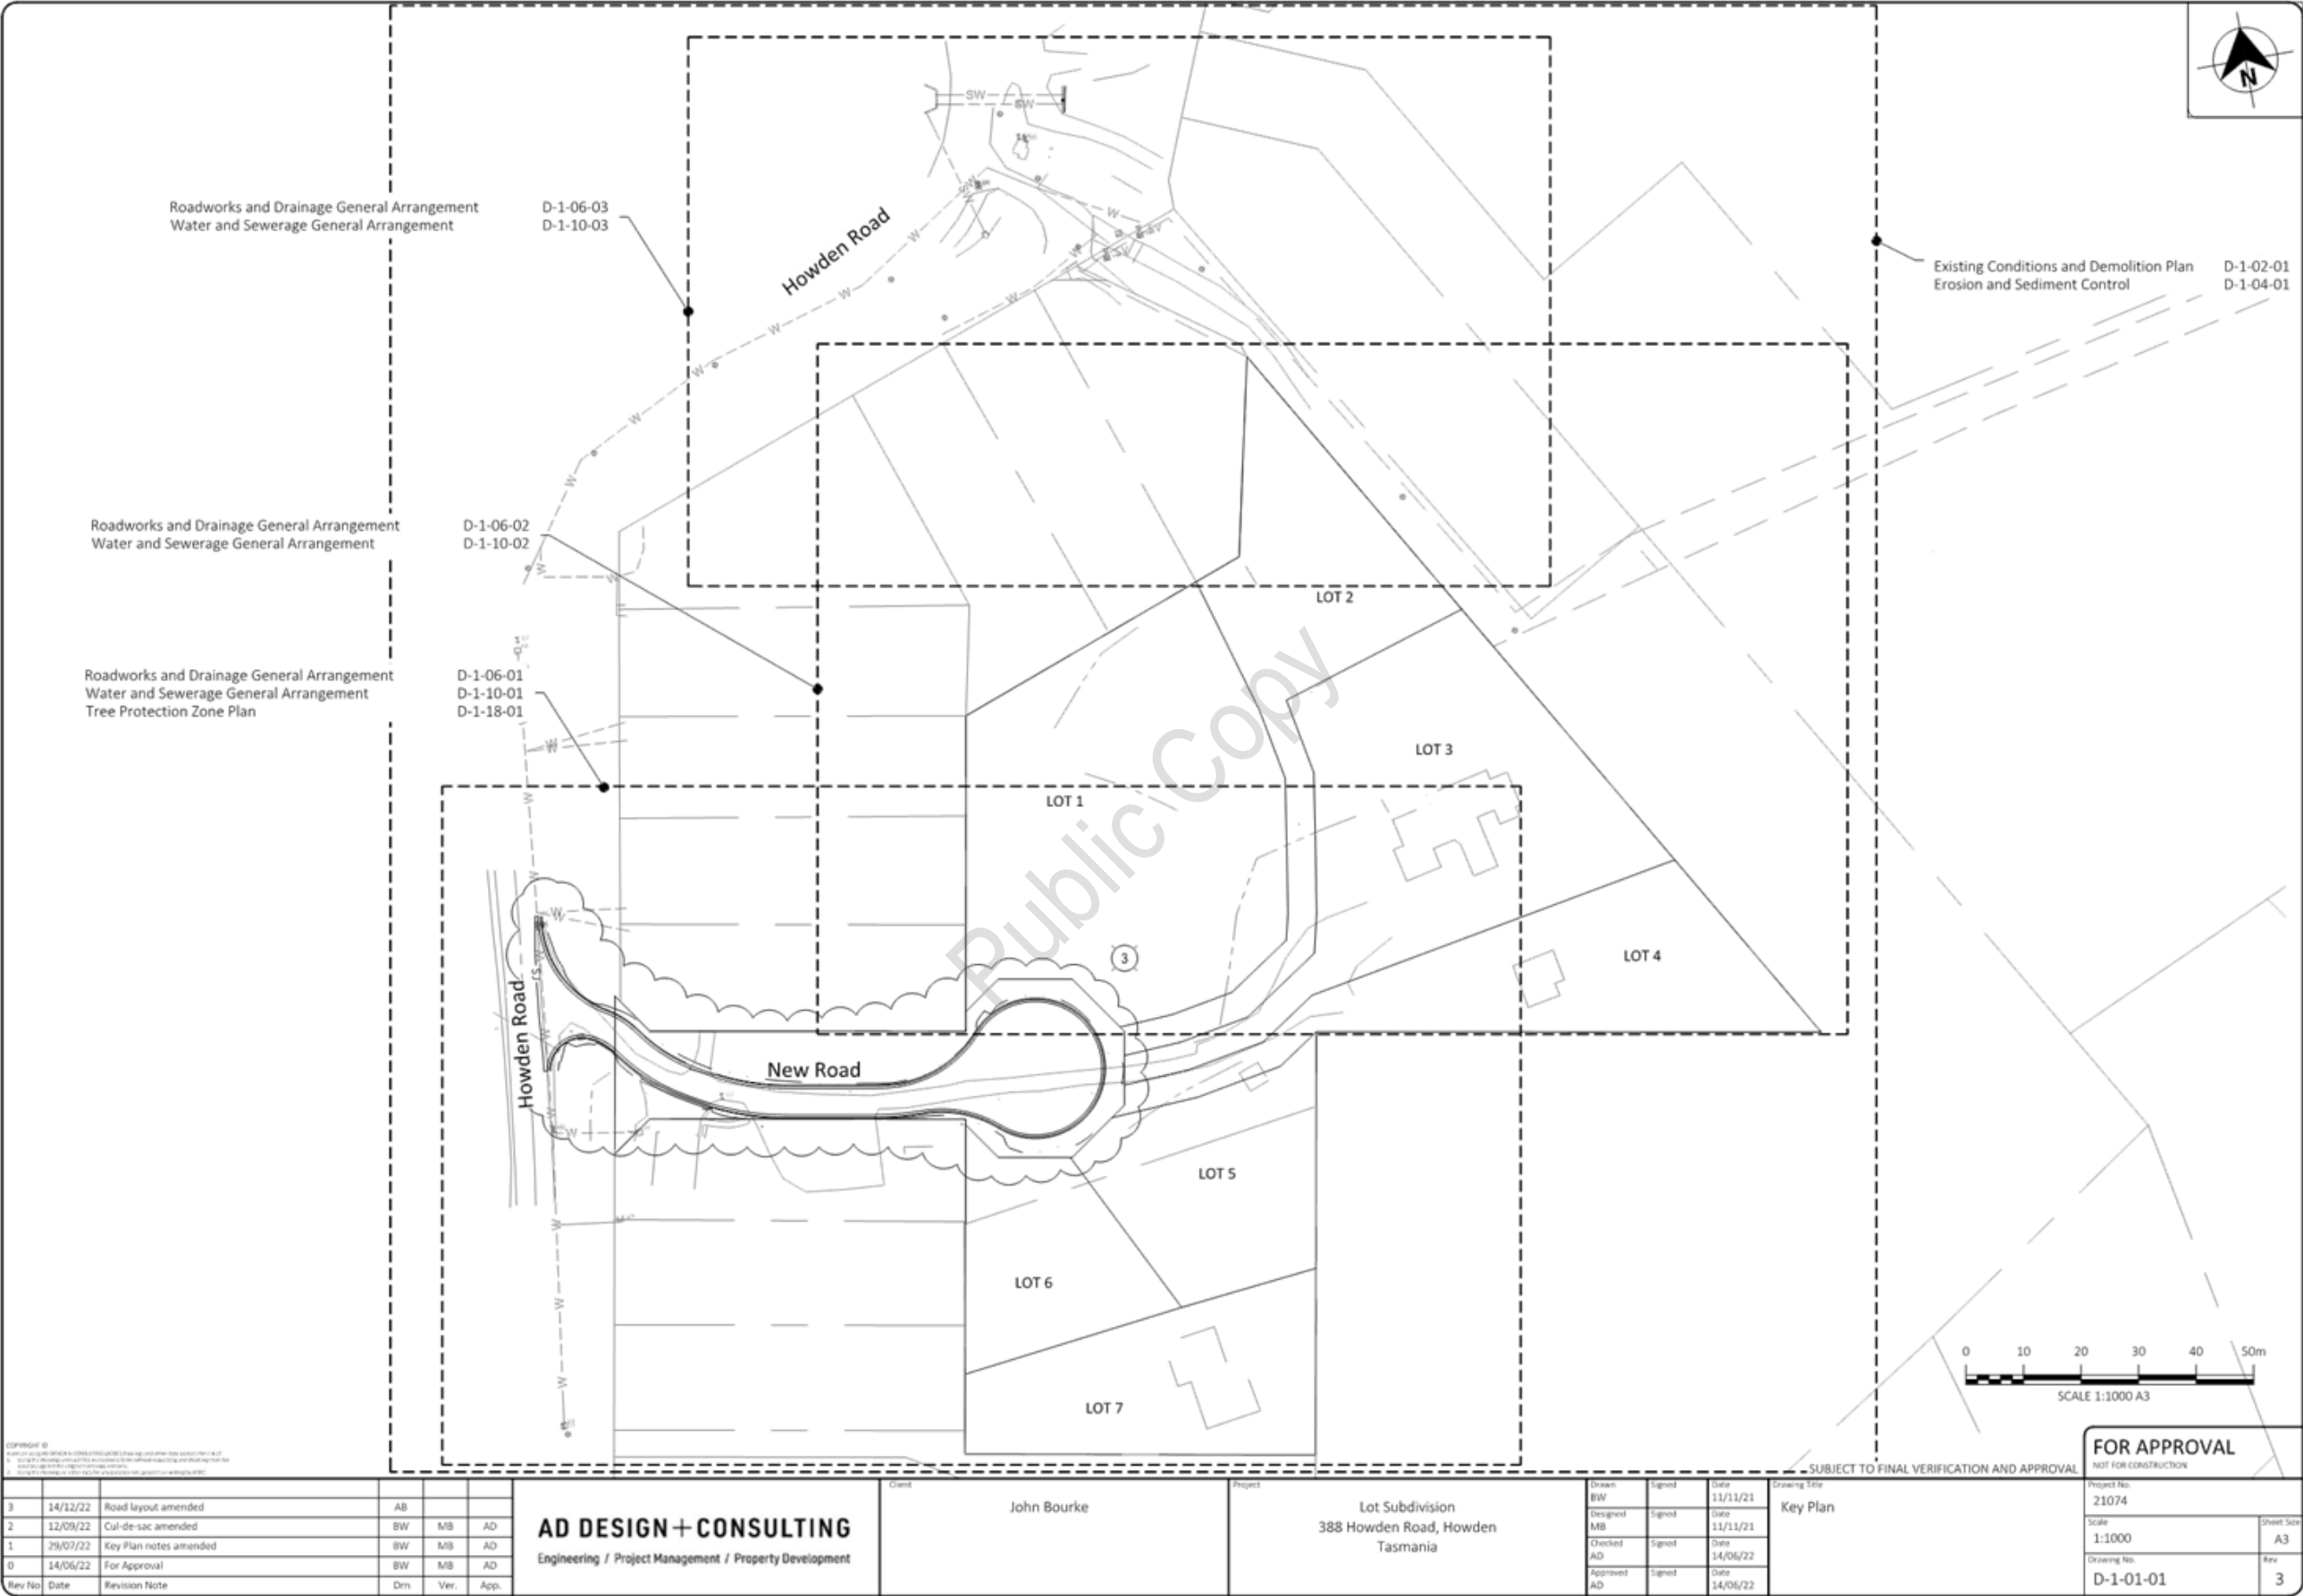 N
SW
SW
Howden Road
Roadworks and Drainage General Arrangement D-1-06-03
Water and Sewerage General Arrangement D-1-10-03
Existing Conditions and Demolition Plan D-1-02-01
Erosion and Sediment Control D-1-04-01
Roadworks and Drainage General Arrangement D-1-06-02
Water and Sewerage General Arrangement D-1-10-02
LOT 2
Roadworks and Drainage General Arrangement D-1-06-01
Water and Sewerage General Arrangement D-1-10-01
Tree Protection Zone Plan D-1-18-01
LOT 3
LOT 1
Public Copy
LOT 4
3
Howden Road
New Road
LOT 5
LOT 6
LOT 7
0 10 20 30 40 50m
SCALE 1:1000 A3
COPYRIGHT ©
FOR APPROVAL
NOT FOR CONSTRUCTION
SUBJECT TO FINAL VERIFICATION AND APPROVAL
3 14/12/22 Road layout amended AB
2 12/09/22 Cul-de-sac amended BW MB AD
1 29/07/22 Key Plan notes amended BW MB AD
0 14/06/22 For Approval BW MB AD
Rev No Date Revision Note Drn Ver. App.
AD DESIGN+CONSULTING
Engineering / Project Management / Property Development
Client
John Bourke
Project
Lot Subdivision
388 Howden Road, Howden
Tasmania
Drawn Signed Date
BW 11/11/21
Designed Signed Date
MB 11/11/21
Checked Signed Date
AD 14/06/22
Approved Signed Date
AD 14/06/22
Drawing Title
Key Plan
Project No.
21074
Scale Sheet Size
1:1000 A3
Drawing No. Rev
D-1-01-01 3